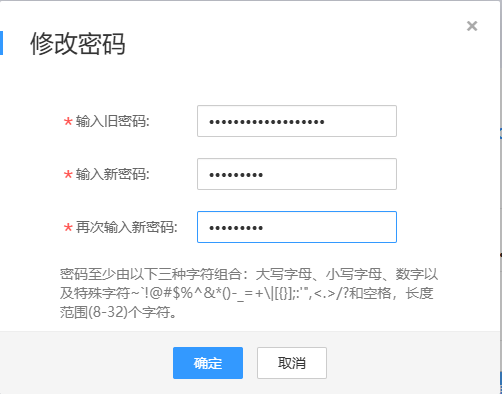 修改密码
* 输入旧密码: •••••••••••••••••••
* 输入新密码: •••••••••
* 再次输入新密码: •••••••••
密码至少由以下三种字符组合：大写字母、小写字母、数字以
及特殊字符~`!@#$%^&*()-_=+\|[{}];:'",<.>/?和空格，长度
范围(8-32)个字符。
确定 取消